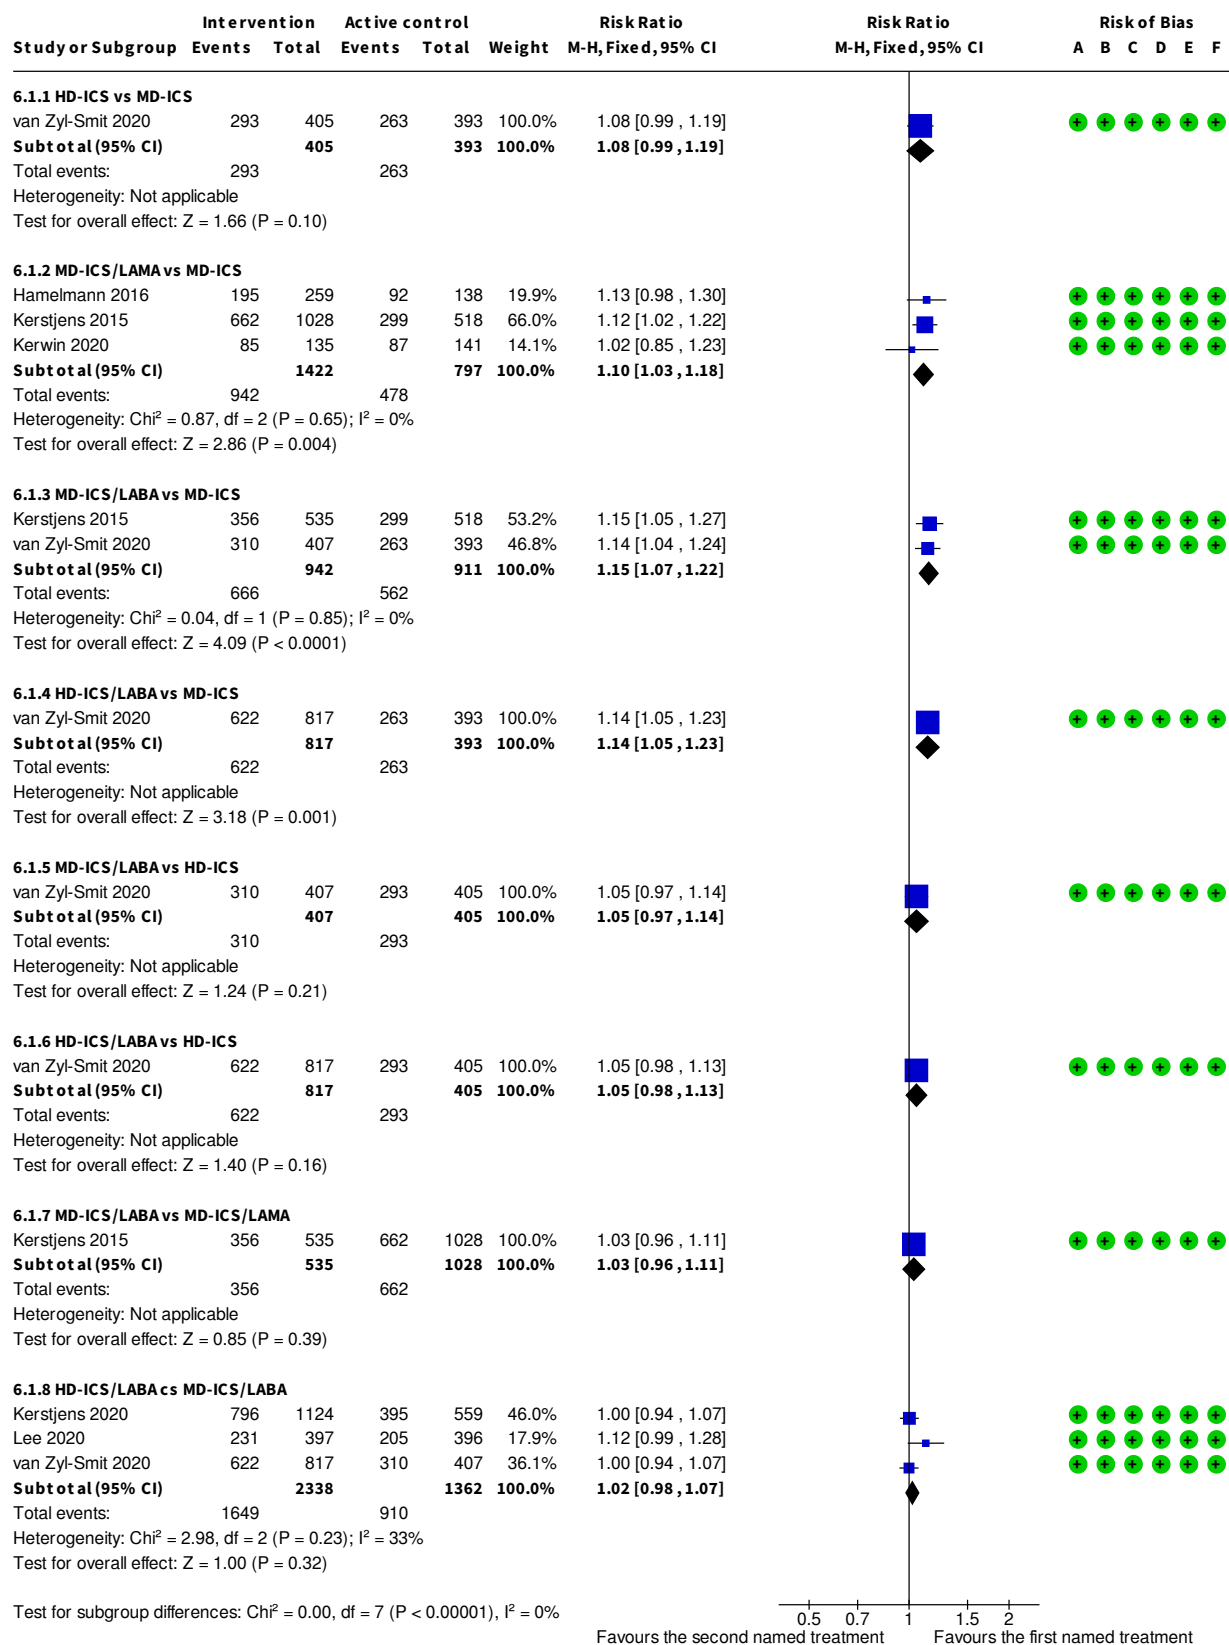 Intervention Active control Risk Ratio Risk Ratio Risk of Bias
Study or Subgroup Events Total Events Total Weight M-H, Fixed, 95% CI M-H, Fixed, 95% CI A B C D E F
6.1.1 HD-ICS vs MD-ICS
van Zyl-Smit 2020 293 405 263 393 100.0% 1.08 [0.99 , 1.19] + + + + + +
Subtotal (95% CI) 405 393 100.0% 1.08 [0.99 , 1.19]
Total events: 293 263
Heterogeneity: Not applicable
Test for overall effect: Z = 1.66 (P = 0.10)
6.1.2 MD-ICS/LAMA vs MD-ICS
Hamelmann 2016 195 259 92 138 19.9% 1.13 [0.98 , 1.30] + + + + + +
Kerstjens 2015 662 1028 299 518 66.0% 1.12 [1.02 , 1.22] + + + + + +
Kerwin 2020 85 135 87 141 14.1% 1.02 [0.85 , 1.23] + + + + + +
Subtotal (95% CI) 1422 797 100.0% 1.10 [1.03 , 1.18]
Total events: 942 478
Heterogeneity: Chi² = 0.87, df = 2 (P = 0.65); I² = 0%
Test for overall effect: Z = 2.86 (P = 0.004)
6.1.3 MD-ICS/LABA vs MD-ICS
Kerstjens 2015 356 535 299 518 53.2% 1.15 [1.05 , 1.27] + + + + + +
van Zyl-Smit 2020 310 407 263 393 46.8% 1.14 [1.04 , 1.24] + + + + + +
Subtotal (95% CI) 942 911 100.0% 1.15 [1.07 , 1.22]
Total events: 666 562
Heterogeneity: Chi² = 0.04, df = 1 (P = 0.85); I² = 0%
Test for overall effect: Z = 4.09 (P < 0.0001)
6.1.4 HD-ICS/LABA vs MD-ICS
van Zyl-Smit 2020 622 817 263 393 100.0% 1.14 [1.05 , 1.23] + + + + + +
Subtotal (95% CI) 817 393 100.0% 1.14 [1.05 , 1.23]
Total events: 622 263
Heterogeneity: Not applicable
Test for overall effect: Z = 3.18 (P = 0.001)
6.1.5 MD-ICS/LABA vs HD-ICS
van Zyl-Smit 2020 310 407 293 405 100.0% 1.05 [0.97 , 1.14] + + + + + +
Subtotal (95% CI) 407 405 100.0% 1.05 [0.97 , 1.14]
Total events: 310 293
Heterogeneity: Not applicable
Test for overall effect: Z = 1.24 (P = 0.21)
6.1.6 HD-ICS/LABA vs HD-ICS
van Zyl-Smit 2020 622 817 293 405 100.0% 1.05 [0.98 , 1.13] + + + + + +
Subtotal (95% CI) 817 405 100.0% 1.05 [0.98 , 1.13]
Total events: 622 293
Heterogeneity: Not applicable
Test for overall effect: Z = 1.40 (P = 0.16)
6.1.7 MD-ICS/LABA vs MD-ICS/LAMA
Kerstjens 2015 356 535 662 1028 100.0% 1.03 [0.96 , 1.11] + + + + + +
Subtotal (95% CI) 535 1028 100.0% 1.03 [0.96 , 1.11]
Total events: 356 662
Heterogeneity: Not applicable
Test for overall effect: Z = 0.85 (P = 0.39)
6.1.8 HD-ICS/LABA cs MD-ICS/LABA
Kerstjens 2020 796 1124 395 559 46.0% 1.00 [0.94 , 1.07] + + + + + +
Lee 2020 231 397 205 396 17.9% 1.12 [0.99 , 1.28] + + + + + +
van Zyl-Smit 2020 622 817 310 407 36.1% 1.00 [0.94 , 1.07] + + + + + +
Subtotal (95% CI) 2338 1362 100.0% 1.02 [0.98 , 1.07]
Total events: 1649 910
Heterogeneity: Chi² = 2.98, df = 2 (P = 0.23); I² = 33%
Test for overall effect: Z = 1.00 (P = 0.32)
Test for subgroup differences: Chi² = 0.00, df = 7 (P < 0.00001), I² = 0%
0.5 0.7 1 1.5 2
Favours the second named treatment Favours the first named treatment